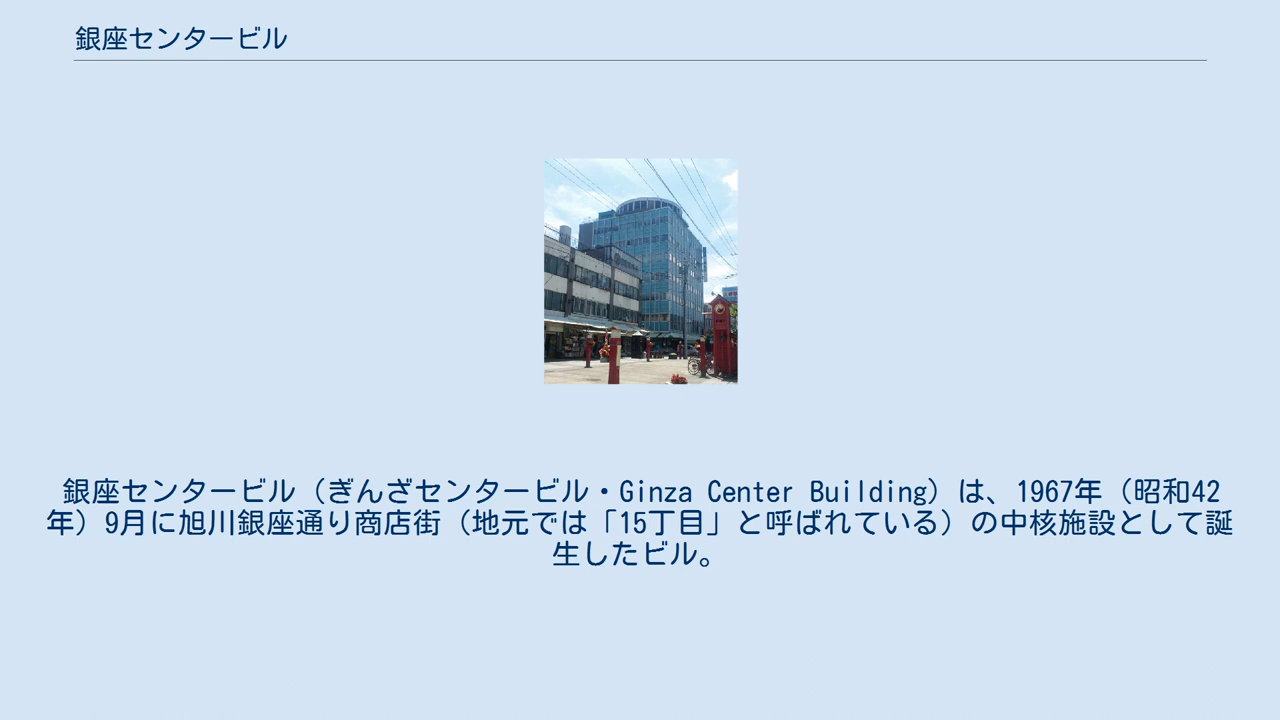 銀座センタービル
銀座センタービル（ぎんざセンタービル・Ginza Center Building）は、1967年（昭和42
年）9月に旭川銀座通り商店街（地元では「15丁目」と呼ばれている）の中核施設として誕
生したビル。